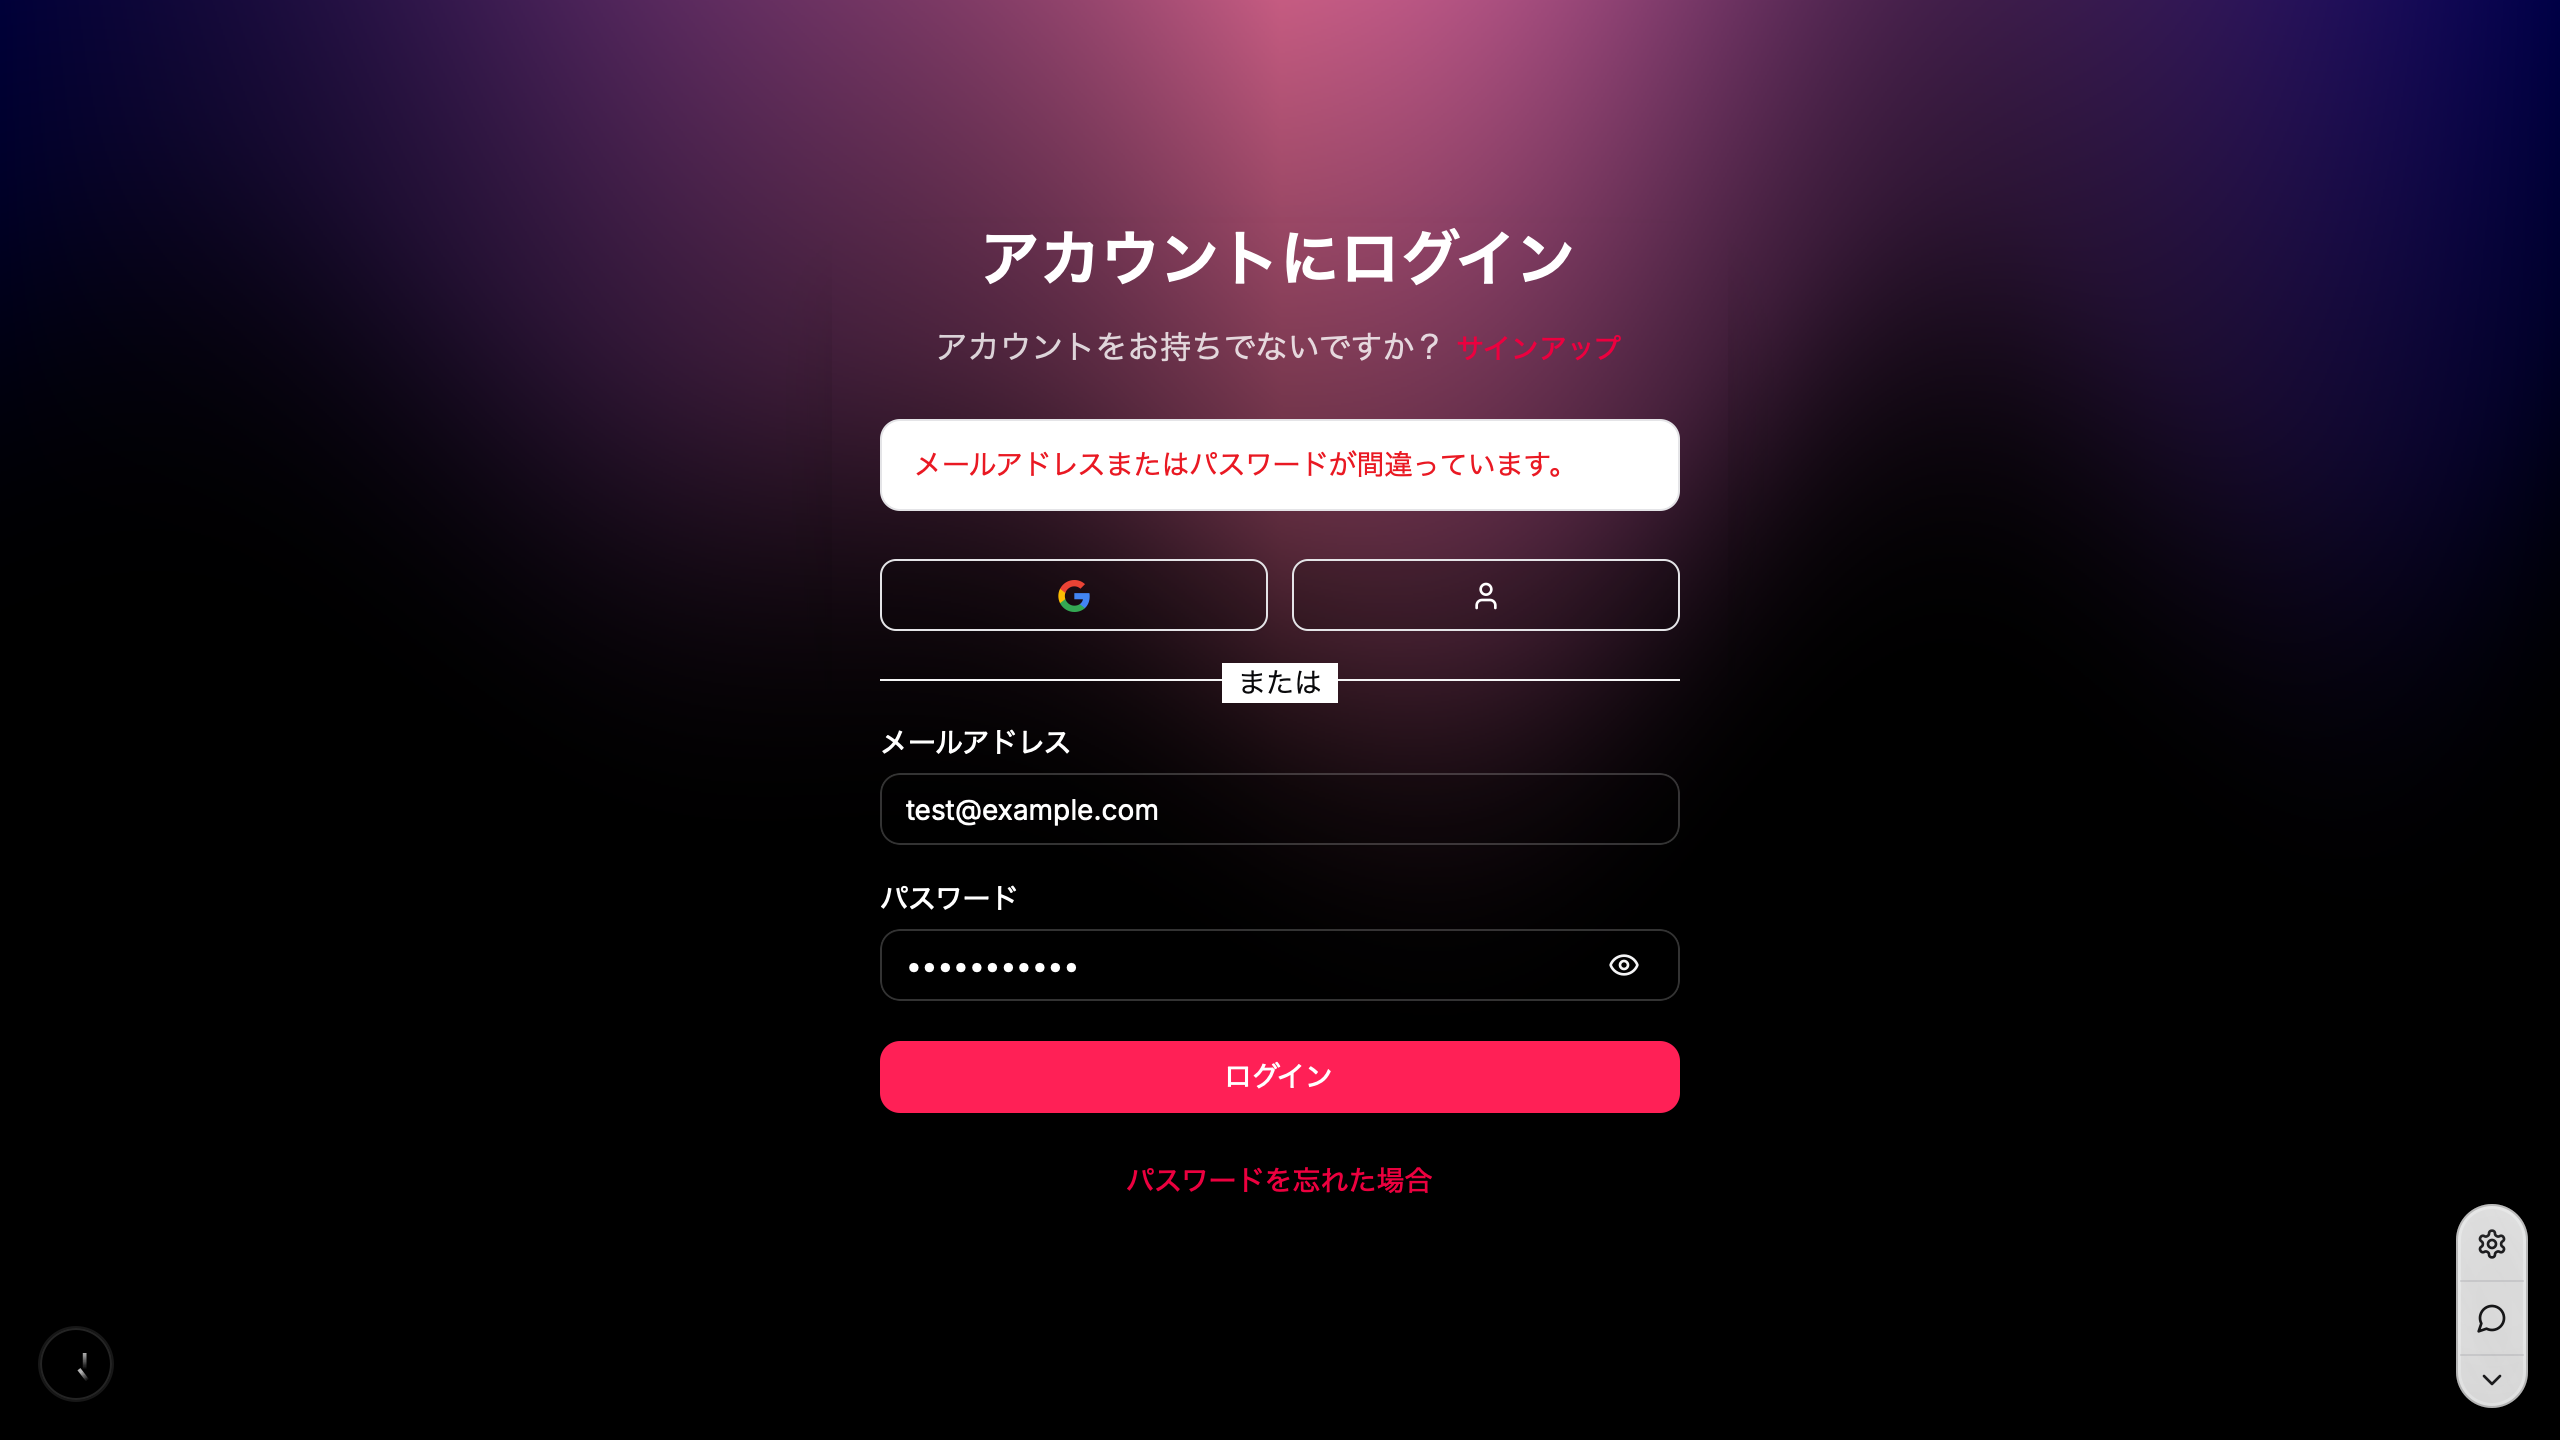 アカウントにログイン
アカウントをお持ちでないですか？ サインアップ
メールアドレスまたはパスワードが間違っています。
または
メールアドレス
test@example.com
パスワード
•••••••••••
ログイン
パスワードを忘れた場合